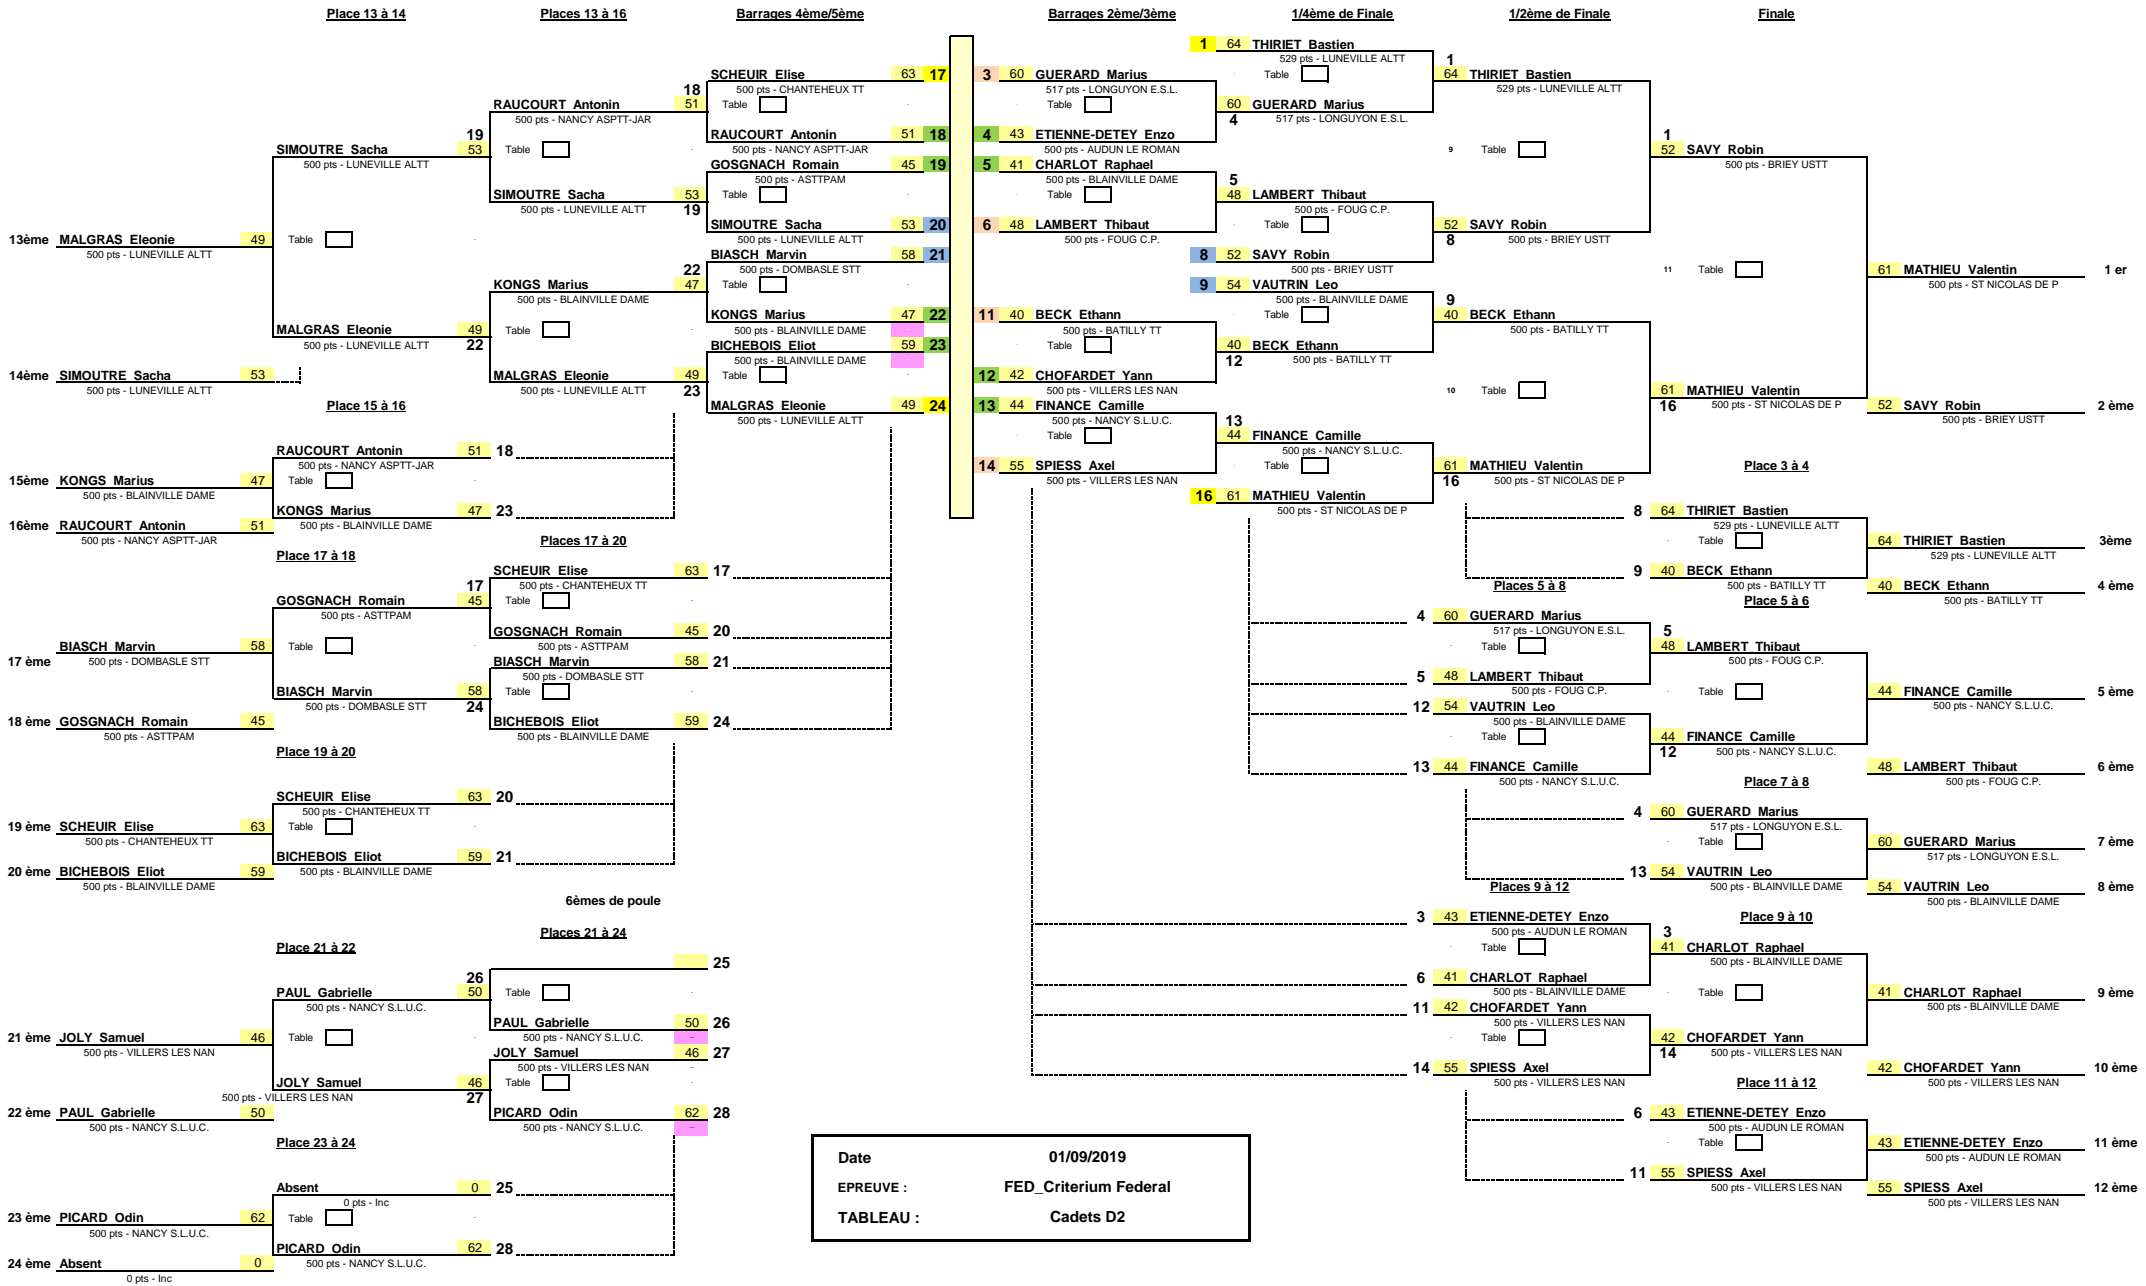 Place 13 à 14
Places 13 à 16
Barrages 4ème/5ème
Barrages 2ème/3ème
1/4ème de Finale
1/2ème de Finale
Finale
13ème MALGRAS Eleonie 49
500 pts - LUNEVILLE ALTT
14ème SIMOUTRE Sacha 53
500 pts - LUNEVILLE ALTT
15ème KONGS Marius 47
500 pts - BLAINVILLE DAME
16ème RAUCOURT Antonin 51
500 pts - NANCY ASPTT-JAR
17 ème BIASCH Marvin 58
500 pts - DOMBASLE STT
18 ème GOSGNACH Romain 45
500 pts - ASTTPAM
19 ème SCHEUIR Elise 63
500 pts - CHANTEHEUX TT
20 ème BICHEBOIS Eliot 59
500 pts - BLAINVILLE DAME
21 ème JOLY Samuel 46
500 pts - VILLERS LES NAN
22 ème PAUL Gabrielle 50
500 pts - NANCY S.L.U.C.
23 ème PICARD Odin 62
500 pts - NANCY S.L.U.C.
24 ème Absent 0
0 pts - Inc
19
SIMOUTRE Sacha 53
500 pts - LUNEVILLE ALTT
Table
MALGRAS Eleonie 49
500 pts - LUNEVILLE ALTT
22
Place 15 à 16
RAUCOURT Antonin 51 18
500 pts - NANCY ASPTT-JAR
Table
KONGS Marius 47 23
500 pts - BLAINVILLE DAME
Place 17 à 18
17
GOSGNACH Romain 45
500 pts - ASTTPAM
Table
BIASCH Marvin 58
500 pts - DOMBASLE STT
24
Place 19 à 20
SCHEUIR Elise 63 20
500 pts - CHANTEHEUX TT
Table
BICHEBOIS Eliot 59 21
500 pts - BLAINVILLE DAME
Place 21 à 22
26
PAUL Gabrielle 50
500 pts - NANCY S.L.U.C.
Table
JOLY Samuel 46
500 pts - VILLERS LES NAN
27
Place 23 à 24
Absent 0 25
0 pts - Inc
Table
PICARD Odin 62 28
500 pts - NANCY S.L.U.C.
18
RAUCOURT Antonin 51
500 pts - NANCY ASPTT-JAR
Table
SIMOUTRE Sacha 53
500 pts - LUNEVILLE ALTT
19
22
KONGS Marius 47
500 pts - BLAINVILLE DAME
Table
MALGRAS Eleonie 49
500 pts - LUNEVILLE ALTT
23
Places 17 à 20
SCHEUIR Elise 63 17
500 pts - CHANTEHEUX TT
Table
GOSGNACH Romain 45 20
500 pts - ASTTPAM
BIASCH Marvin 58 21
500 pts - DOMBASLE STT
Table
BICHEBOIS Eliot 59 24
500 pts - BLAINVILLE DAME
6èmes de poule
Places 21 à 24
25
Table
PAUL Gabrielle 50 26
500 pts - NANCY S.L.U.C.
JOLY Samuel 46 27
500 pts - VILLERS LES NAN
Table
PICARD Odin 62 28
500 pts - NANCY S.L.U.C.
SCHEUIR Elise 63 17
500 pts - CHANTEHEUX TT
Table
RAUCOURT Antonin 51 18
500 pts - NANCY ASPTT-JAR
GOSGNACH Romain 45 19
500 pts - ASTTPAM
Table
SIMOUTRE Sacha 53 20
500 pts - LUNEVILLE ALTT
BIASCH Marvin 58 21
500 pts - DOMBASLE STT
Table
KONGS Marius 47 22
500 pts - BLAINVILLE DAME
BICHEBOIS Eliot 59 23
500 pts - BLAINVILLE DAME
Table
MALGRAS Eleonie 49 24
500 pts - LUNEVILLE ALTT
3 60 GUERARD Marius
517 pts - LONGUYON E.S.L.
Table
4 43 ETIENNE-DETEY Enzo
500 pts - AUDUN LE ROMAN
5 41 CHARLOT Raphael
500 pts - BLAINVILLE DAME
Table
6 48 LAMBERT Thibaut
500 pts - FOUG C.P.
11 40 BECK Ethann
500 pts - BATILLY TT
Table
12 42 CHOFARDET Yann
500 pts - VILLERS LES NAN
13 44 FINANCE Camille
500 pts - NANCY S.L.U.C.
Table
14 55 SPIESS Axel
500 pts - VILLERS LES NAN
1 64 THIRIET Bastien
529 pts - LUNEVILLE ALTT
Table
60 GUERARD Marius
4 517 pts - LONGUYON E.S.L.
5
48 LAMBERT Thibaut
500 pts - FOUG C.P.
Table
8 52 SAVY Robin
500 pts - BRIEY USTT
9 54 VAUTRIN Leo
500 pts - BLAINVILLE DAME
Table
40 BECK Ethann
12 500 pts - BATILLY TT
13
44 FINANCE Camille
500 pts - NANCY S.L.U.C.
Table
16 61 MATHIEU Valentin
500 pts - ST NICOLAS DE P
1
64 THIRIET Bastien
529 pts - LUNEVILLE ALTT
9 Table
52 SAVY Robin
8 500 pts - BRIEY USTT
9
40 BECK Ethann
500 pts - BATILLY TT
10 Table
61 MATHIEU Valentin
16 500 pts - ST NICOLAS DE P
1
52 SAVY Robin
500 pts - BRIEY USTT
11 Table
61 MATHIEU Valentin
16 500 pts - ST NICOLAS DE P
61 MATHIEU Valentin 1 er
500 pts - ST NICOLAS DE P
52 SAVY Robin 2 ème
500 pts - BRIEY USTT
Place 3 à 4
8 64 THIRIET Bastien
529 pts - LUNEVILLE ALTT
Table
9 40 BECK Ethann
500 pts - BATILLY TT
64 THIRIET Bastien 3ème
529 pts - LUNEVILLE ALTT
40 BECK Ethann 4 ème
500 pts - BATILLY TT
Places 5 à 8
4 60 GUERARD Marius
517 pts - LONGUYON E.S.L.
Table
5 48 LAMBERT Thibaut
500 pts - FOUG C.P.
12 54 VAUTRIN Leo
500 pts - BLAINVILLE DAME
Table
13 44 FINANCE Camille
500 pts - NANCY S.L.U.C.
Place 5 à 6
5
48 LAMBERT Thibaut
500 pts - FOUG C.P.
Table
44 FINANCE Camille
12 500 pts - NANCY S.L.U.C.
44 FINANCE Camille 5 ème
500 pts - NANCY S.L.U.C.
48 LAMBERT Thibaut 6 ème
500 pts - FOUG C.P.
Place 7 à 8
4 60 GUERARD Marius
517 pts - LONGUYON E.S.L.
Table
13 54 VAUTRIN Leo
500 pts - BLAINVILLE DAME
60 GUERARD Marius 7 ème
517 pts - LONGUYON E.S.L.
54 VAUTRIN Leo 8 ème
500 pts - BLAINVILLE DAME
Places 9 à 12
3 43 ETIENNE-DETEY Enzo
500 pts - AUDUN LE ROMAN
Table
6 41 CHARLOT Raphael
500 pts - BLAINVILLE DAME
11 42 CHOFARDET Yann
500 pts - VILLERS LES NAN
Table
14 55 SPIESS Axel
500 pts - VILLERS LES NAN
Place 9 à 10
3
41 CHARLOT Raphael
500 pts - BLAINVILLE DAME
Table
42 CHOFARDET Yann
14 500 pts - VILLERS LES NAN
41 CHARLOT Raphael 9 ème
500 pts - BLAINVILLE DAME
42 CHOFARDET Yann 10 ème
500 pts - VILLERS LES NAN
Place 11 à 12
6 43 ETIENNE-DETEY Enzo
500 pts - AUDUN LE ROMAN
Table
11 55 SPIESS Axel
500 pts - VILLERS LES NAN
43 ETIENNE-DETEY Enzo 11 ème
500 pts - AUDUN LE ROMAN
55 SPIESS Axel 12 ème
500 pts - VILLERS LES NAN
Date 01/09/2019
EPREUVE : FED_Criterium Federal
TABLEAU : Cadets D2